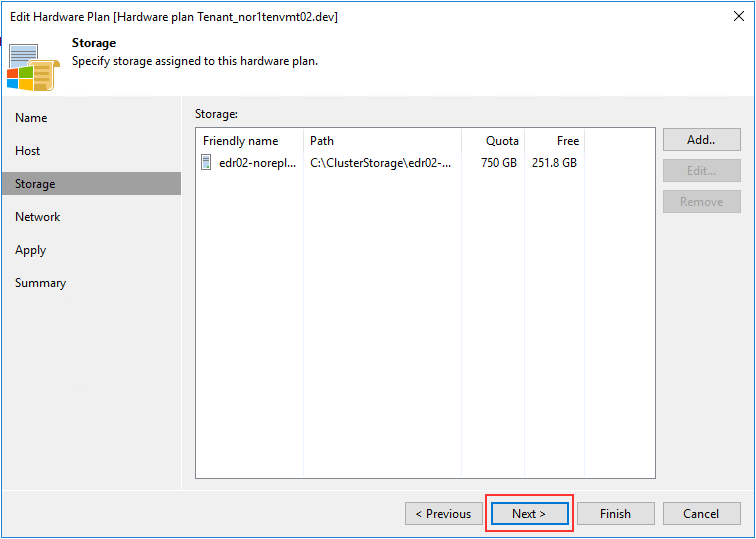 Edit Hardware Plan [Hardware plan Tenant_nor1tenvmt02.dev]
Storage
Specify storage assigned to this hardware plan.
Name
Host
Storage
Network
Apply
Summary
Storage:
Friendly name Path Quota Free
edr02-norepl... C:\ClusterStorage\edr02-... 750 GB 251.8 GB
Add..
Edit...
Remove
< Previous Next > Finish Cancel